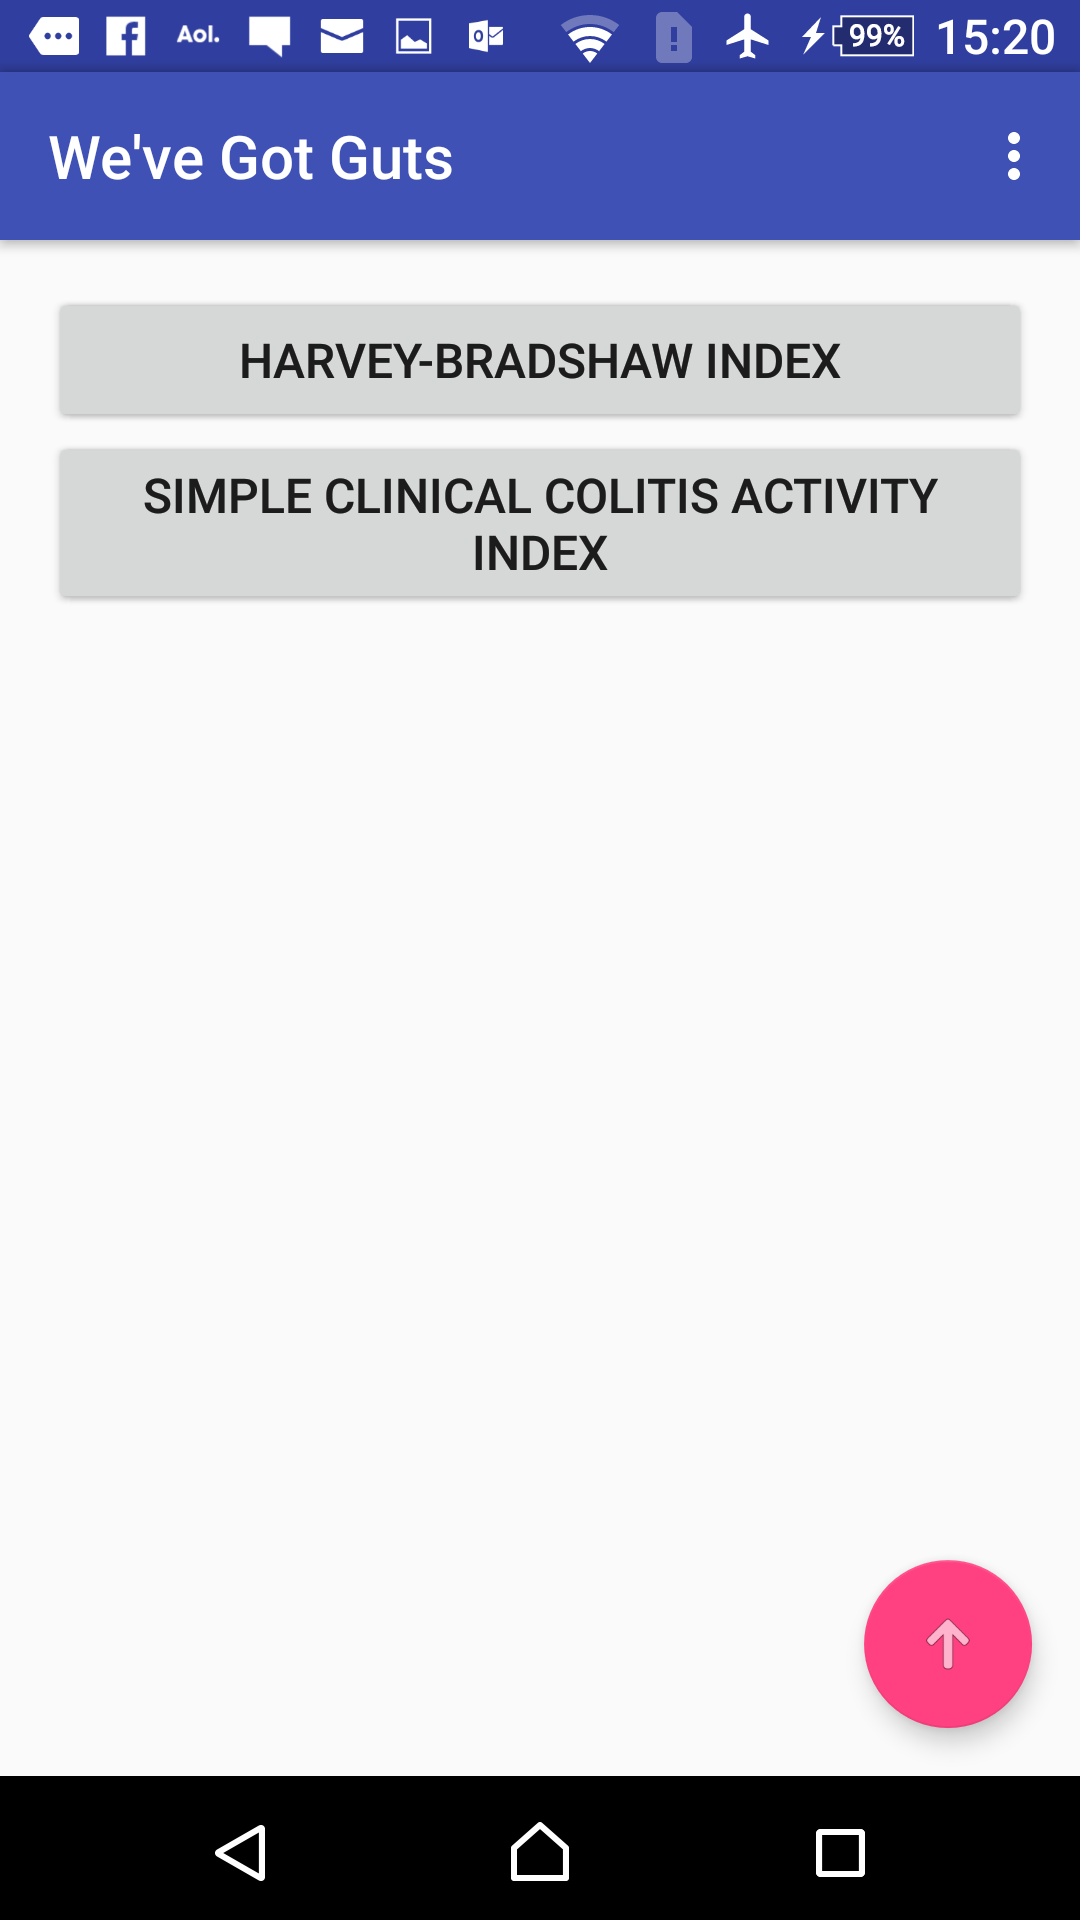 Aol. 99% 15:20
We've Got Guts
HARVEY-BRADSHAW INDEX
SIMPLE CLINICAL COLITIS ACTIVITY
INDEX